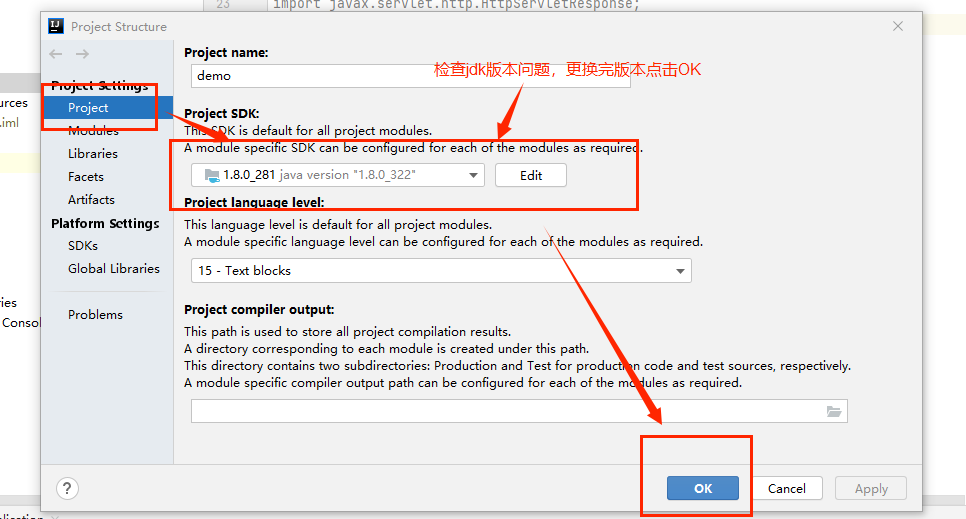 23 import javax.servlet.http.HttpServletResponse;
Project Structure
Project name:
demo
检查jdk版本问题，更换完版本点击OK
Project Settings
Project
Modules
Libraries
Facets
Artifacts
Platform Settings
SDKs
Global Libraries
Problems
Project SDK:
This SDK is default for all project modules.
A module specific SDK can be configured for each of the modules as required.
1.8.0_281 java version "1.8.0_322"
Edit
Project language level:
This language level is default for all project modules.
A module specific language level can be configured for each of the modules as required.
15 - Text blocks
Project compiler output:
This path is used to store all project compilation results.
A directory corresponding to each module is created under this path.
This directory contains two subdirectories: Production and Test for production code and test sources, respectively.
A module specific compiler output path can be configured for each of the modules as required.
?
OK
Cancel
Apply
urces
.iml
ries
Consol